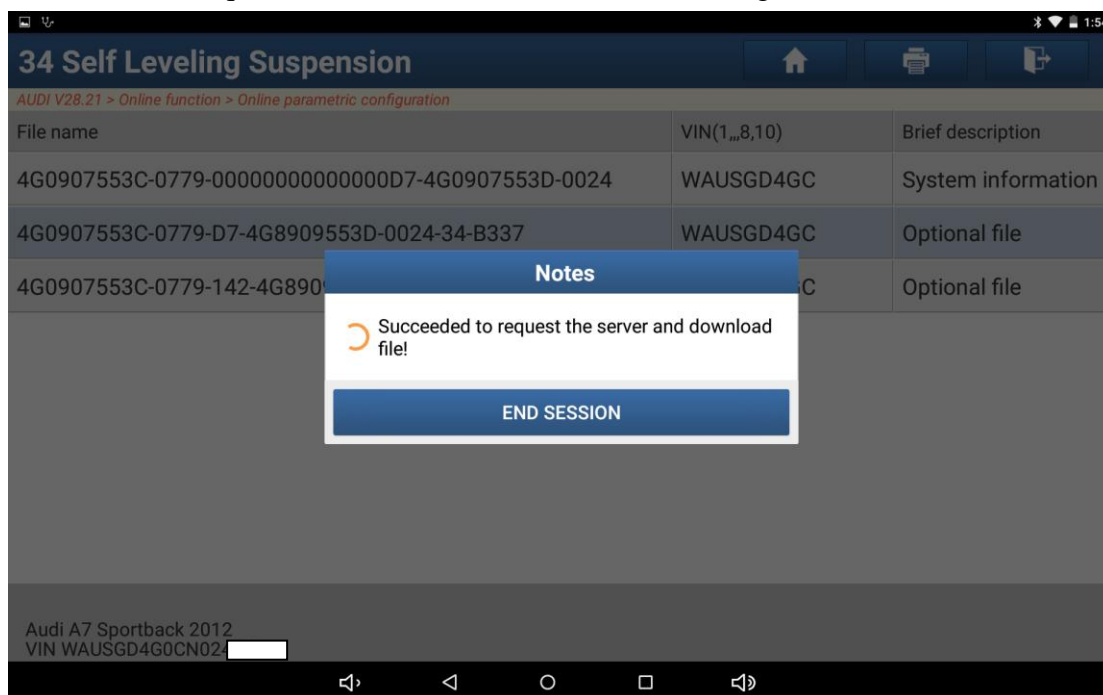 1:54
34 Self Leveling Suspension
AUDI V28.21 > Online function > Online parametric configuration
File name VIN(1,,,8,10) Brief description
4G0907553C-0779-00000000000000D7-4G0907553D-0024 WAUSGD4GC System information
4G0907553C-0779-D7-4G8909553D-0024-34-B337 WAUSGD4GC Optional file
4G0907553C-0779-142-4G890 C Optional file
Notes
Succeeded to request the server and download
file!
END SESSION
Audi A7 Sportback 2012
VIN WAUSGD4G0CN024